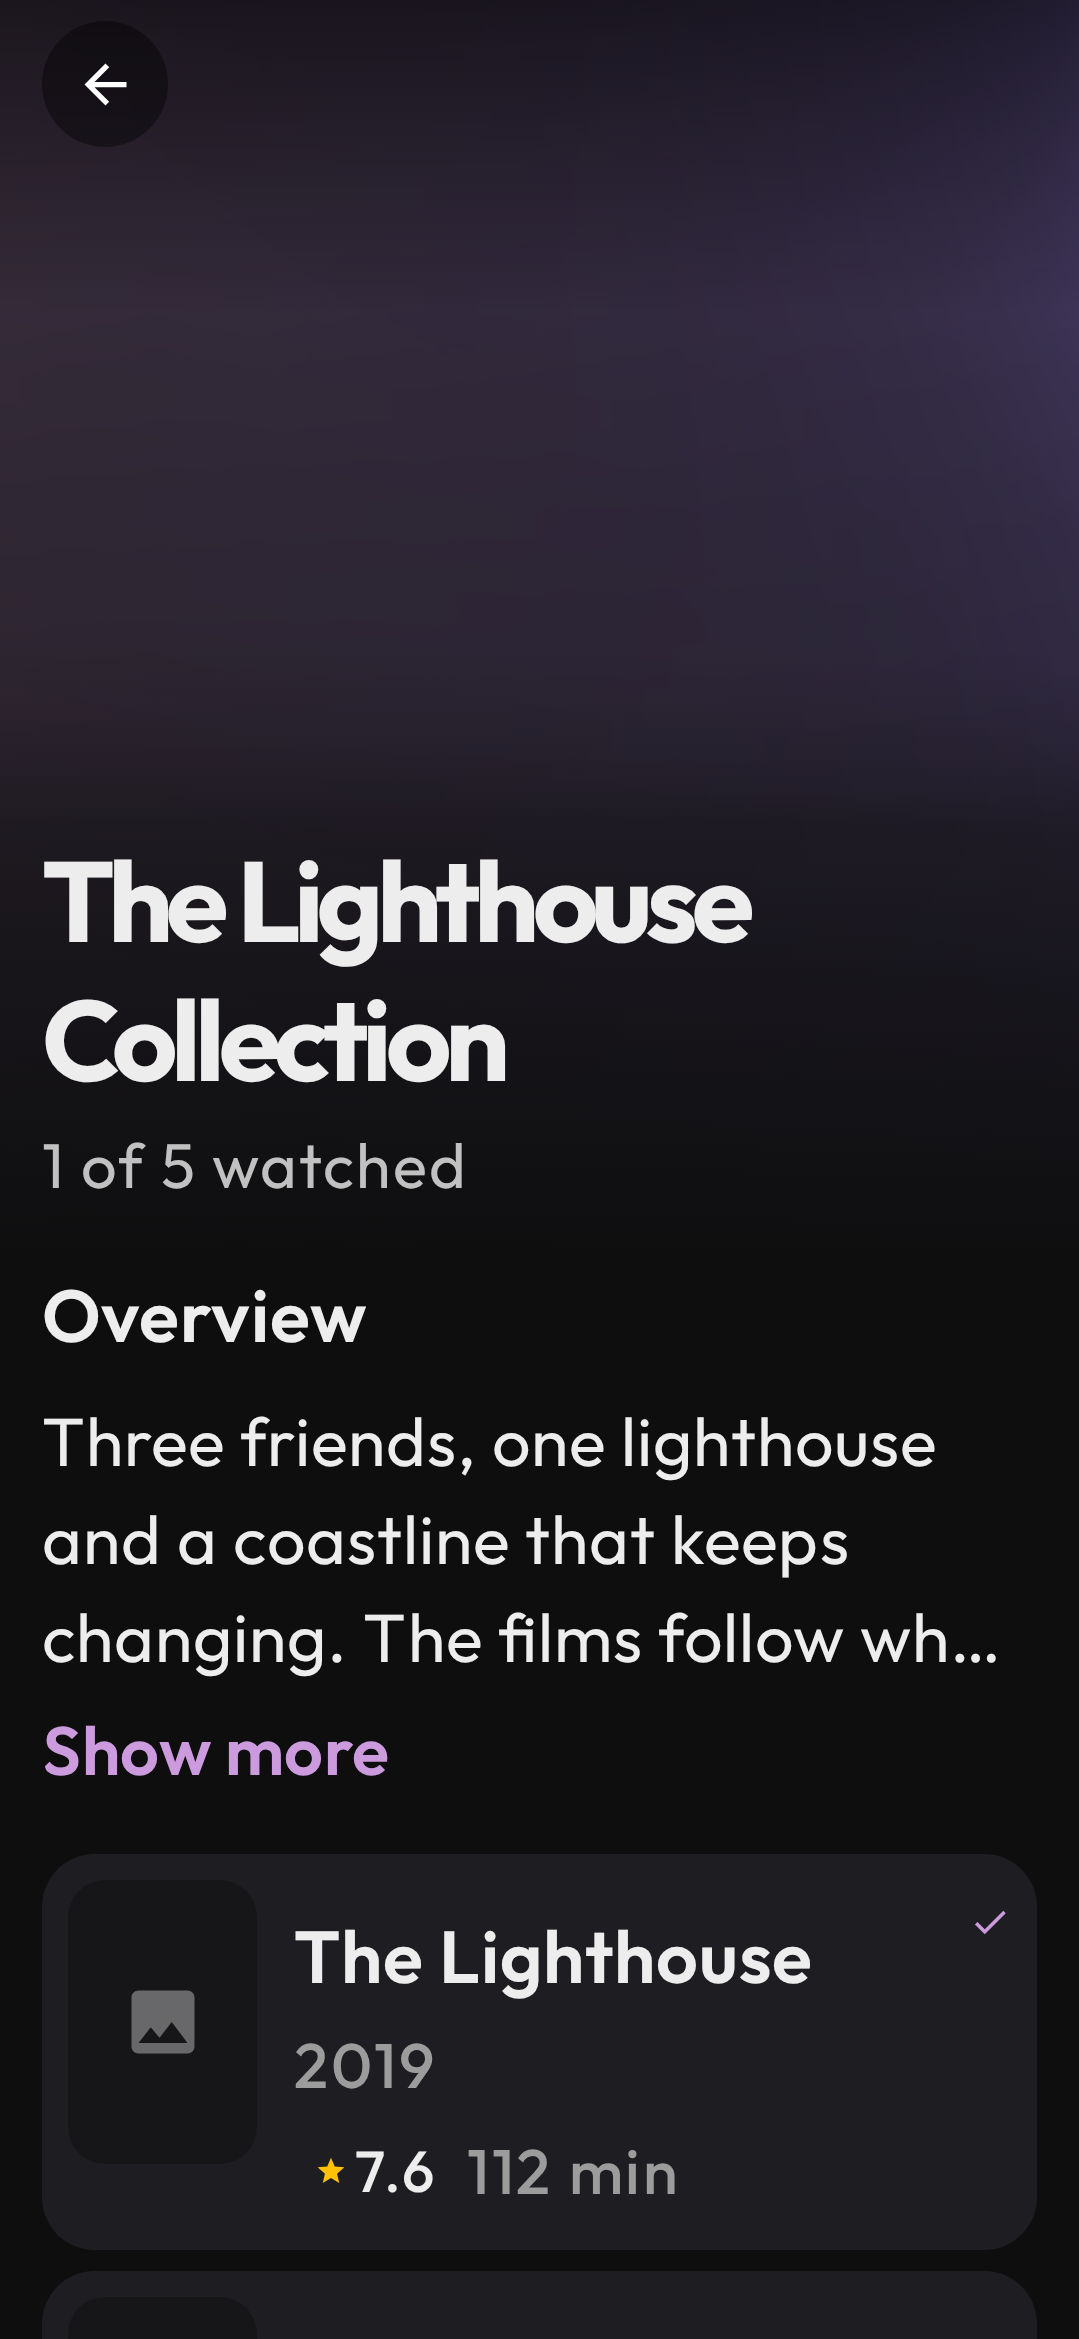 The Lighthouse
Collection
1 of 5 watched
Overview
Three friends, one lighthouse
and a coastline that keeps
changing. The films follow wh…
Show more
The Lighthouse
2019
7.6 112 min